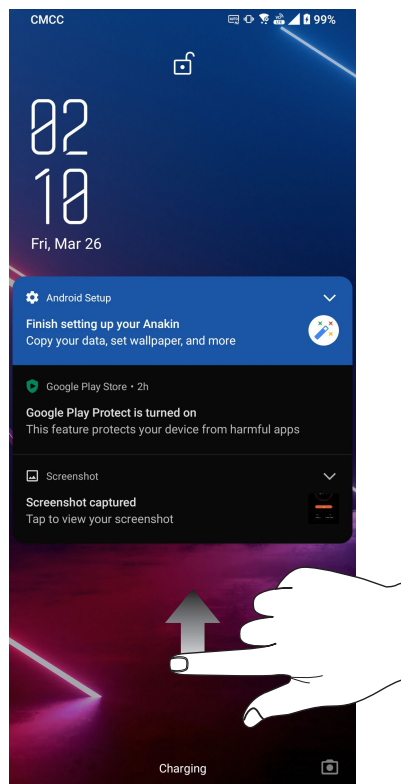 CMCC
99%
02
10
Fri, Mar 26
Android Setup
Finish setting up your Anakin
Copy your data, set wallpaper, and more
Google Play Store • 2h
Google Play Protect is turned on
This feature protects your device from harmful apps
Screenshot
Screenshot captured
Tap to view your screenshot
Charging